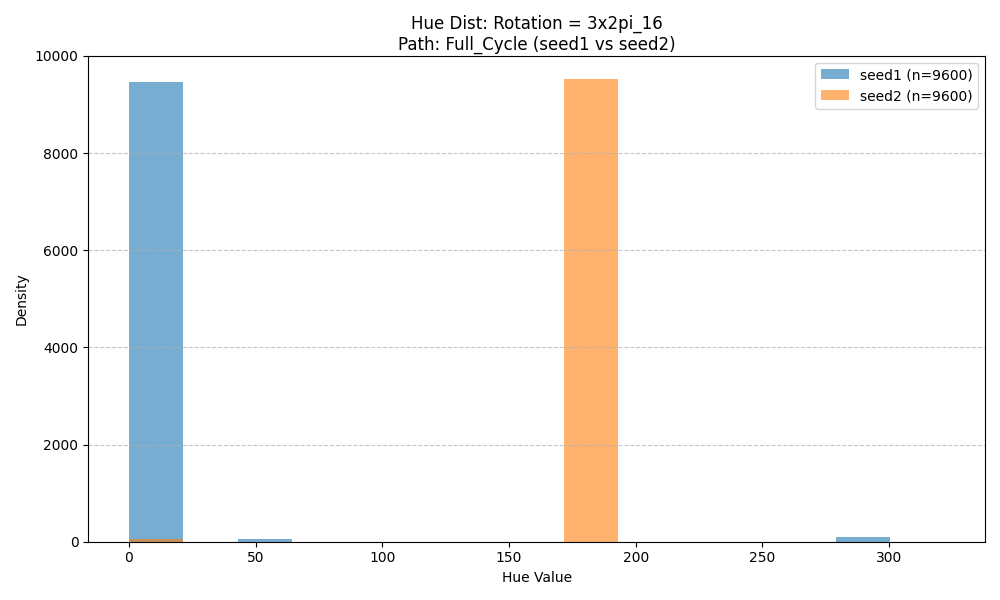 Hue Dist: Rotation = 3x2pi_16
Path: Full_Cycle (seed1 vs seed2)
seed1 (n=9600)
seed2 (n=9600)
Density
10000
8000
6000
4000
2000
0
0 50 100 150 200 250 300
Hue Value